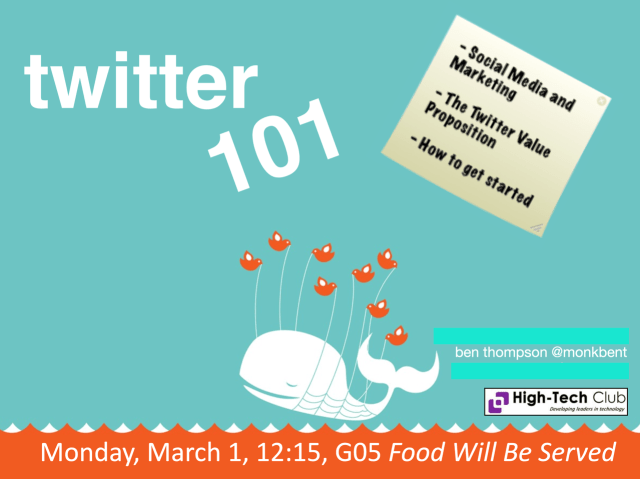 twitter
101
- Social Media and
Marketing
- The Twitter Value
Proposition
- How to get started
ben thompson @monkbent
High-Tech Club
Developing leaders in technology
Monday, March 1, 12:15, G05 Food Will Be Served